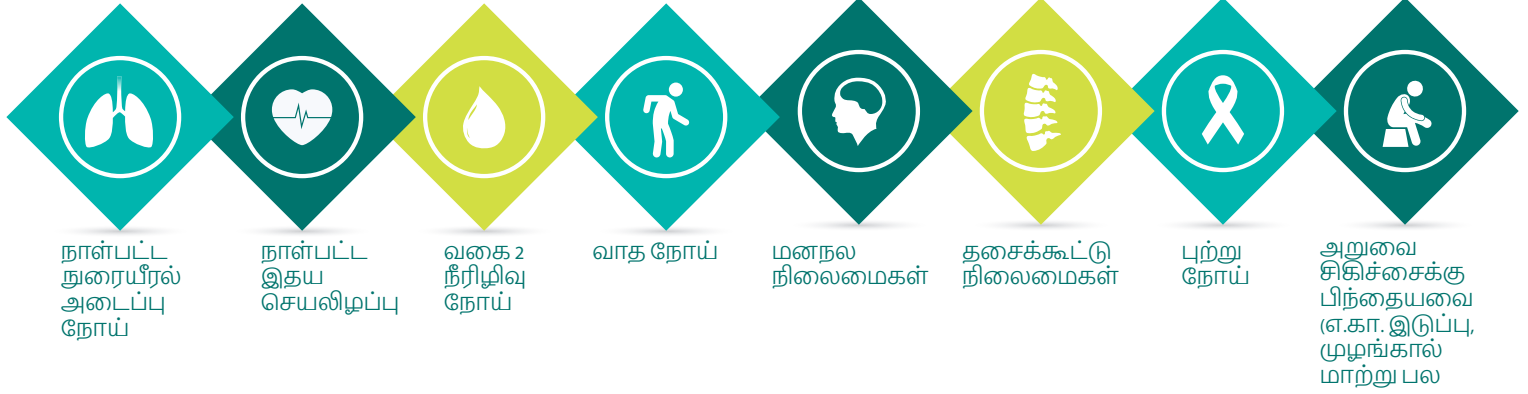 நாள்பட்ட
நுரையீரல்
அடைப்பு
நோய்
நாள்பட்ட
இதய
செயலிழப்பு
வகை 2
நீரிழிவு
நோய்
வாத நோய்
மனநல
நிலைமைகள்
தசைக்கூட்டு
நிலைமைகள்
புற்று
நோய்
அறுவை
சிகிச்சைக்கு
பிந்தையவை
(எ.கா. இடுப்பு,
முழங்கால்
மாற்று பல